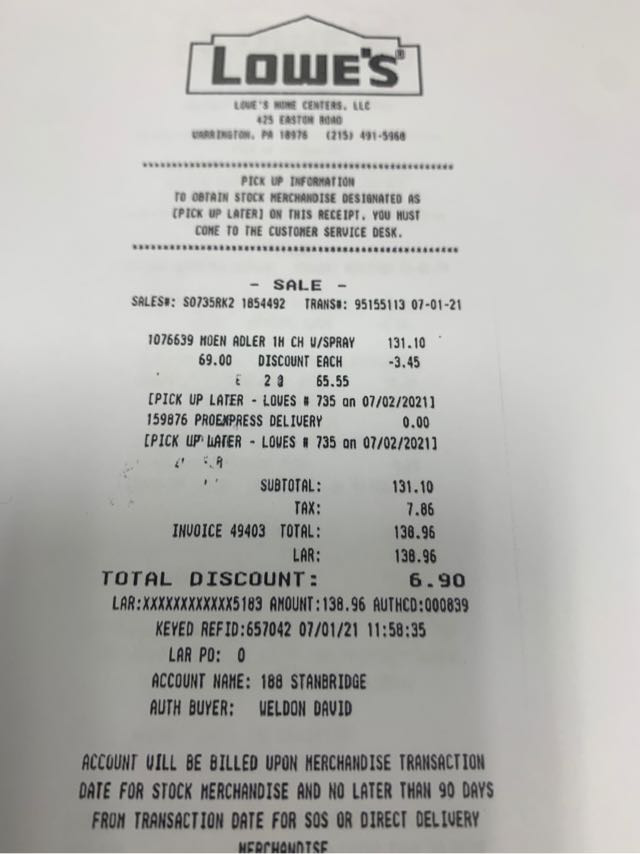 LOWE'S®
LOWE'S HOME CENTERS, LLC
425 EASTON ROAD
WARRINGTON, PA 18976 (215) 491-5960
PICK UP INFORMATION
TO OBTAIN STOCK MERCHANDISE DESIGNATED AS
[PICK UP LATER] ON THIS RECEIPT, YOU MUST
COME TO THE CUSTOMER SERVICE DESK.
- SALE -
SALES#: S0735RK2 1854492 TRANS#: 95155113 07-01-21
1076639 MOEN ADLER 1H CH W/SPRAY 131.10
69.00 DISCOUNT EACH -3.45
2 @ 65.55
[PICK UP LATER - LOWES # 735 on 07/02/2021]
159876 PROEXPRESS DELIVERY 0.00
[PICK UP LATER - LOWES # 735 on 07/02/2021]
SUBTOTAL: 131.10
TAX: 7.86
INVOICE 49403 TOTAL: 138.96
LAR: 138.96
TOTAL DISCOUNT: 6.90
LAR:XXXXXXXXXXXX5183 AMOUNT:138.96 AUTHCD:000839
KEYED REFID:657042 07/01/21 11:58:35
LAR PO: 0
ACCOUNT NAME: 188 STANBRIDGE
AUTH BUYER: WELDON DAVID
ACCOUNT WILL BE BILLED UPON MERCHANDISE TRANSACTION
DATE FOR STOCK MERCHANDISE AND NO LATER THAN 90 DAYS
FROM TRANSACTION DATE FOR SOS OR DIRECT DELIVERY
MERCHANDISE